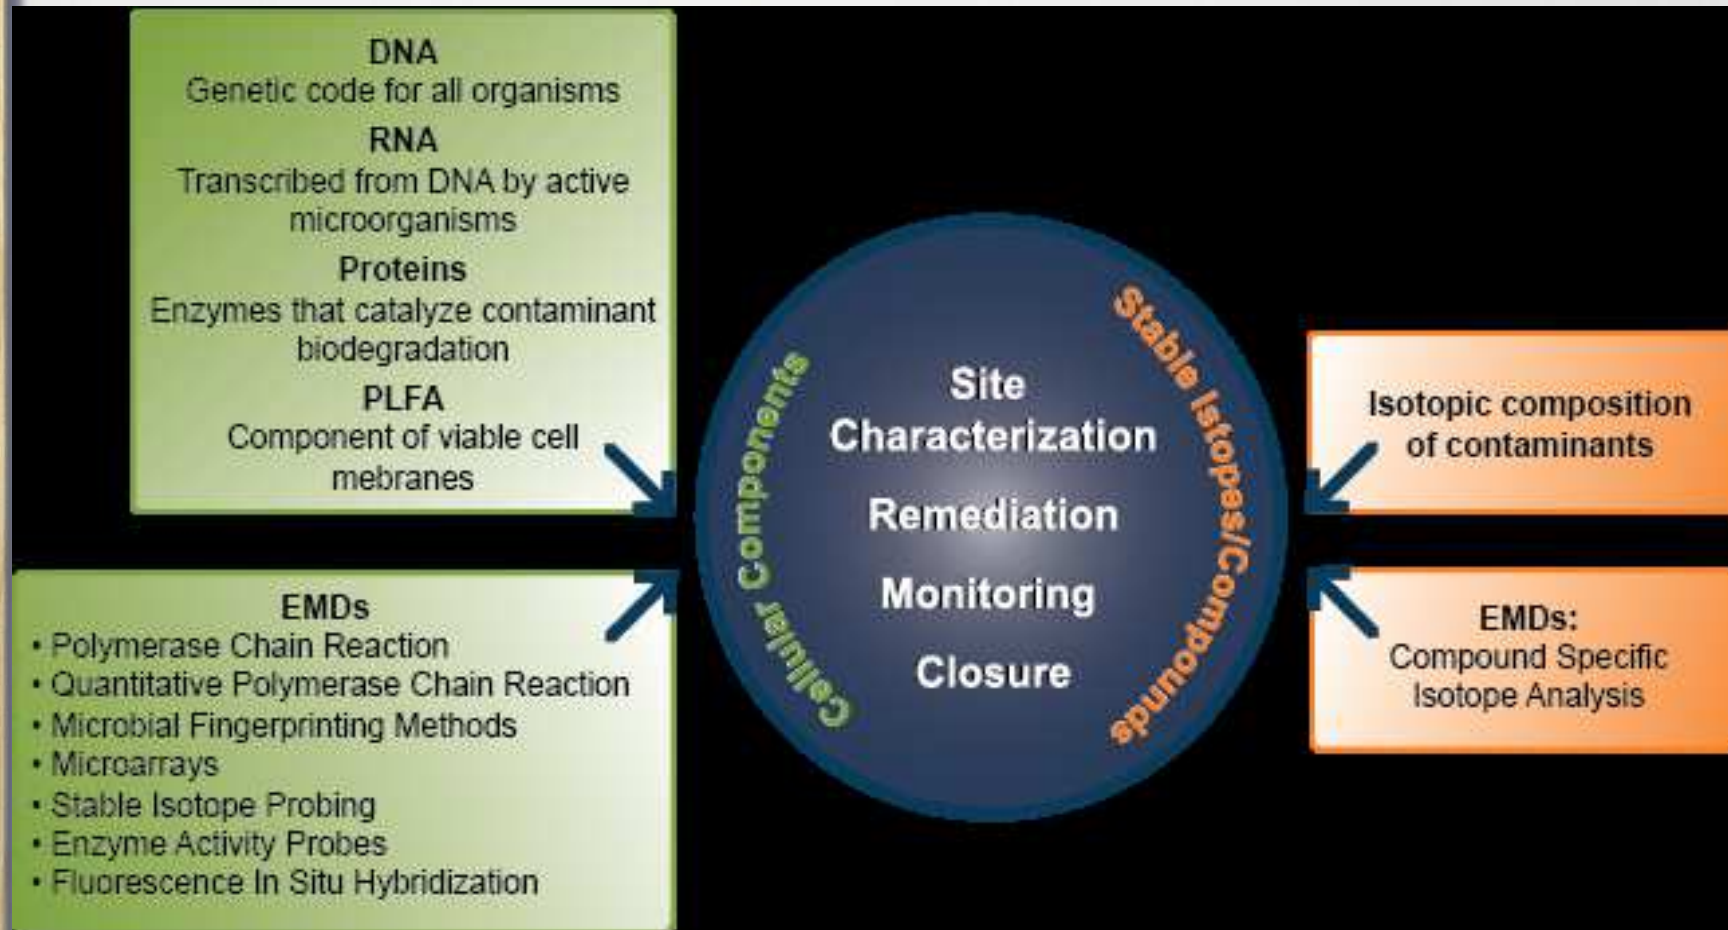 DNA
Genetic code for all organisms
RNA
Transcribed from DNA by active
microorganisms
Proteins
Enzymes that catalyze contaminant
biodegradation
PLFA
Component of viable cell
mebranes
EMDs
• Polymerase Chain Reaction
• Quantitative Polymerase Chain Reaction
• Microbial Fingerprinting Methods
• Microarrays
• Stable Isotope Probing
• Enzyme Activity Probes
• Fluorescence In Situ Hybridization
Cellular Components
Site
Characterization
Remediation
Monitoring
Closure
Stable Istopes/Compounds
Isotopic composition
of contaminants
EMDs:
Compound Specific
Isotope Analysis